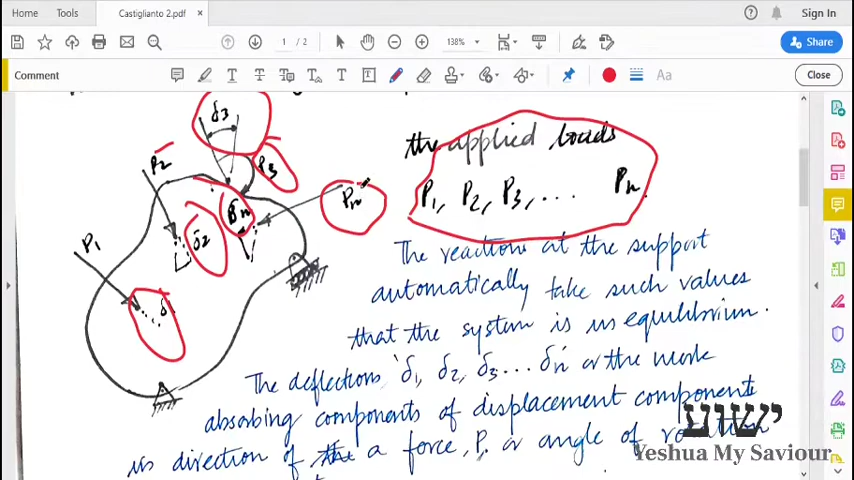 Home
Tools
Castiglianto 2.pdf
×
Sign In
1 / 2
138%
Share
Comment
Aa
Close
δ3
P2
P3
the applied loads
Pn
P1, P2, P3, ... Pn.
δn
δ2
P1
The reaction at the support
automatically take such values
δ
that the system is in equilibrium.
The deflections δ1, δ2, δ3 ... δn or the work
absorbing components of displacement components
ישוע
in direction of a force, P. or angle of rotation
Yeshua My Saviour